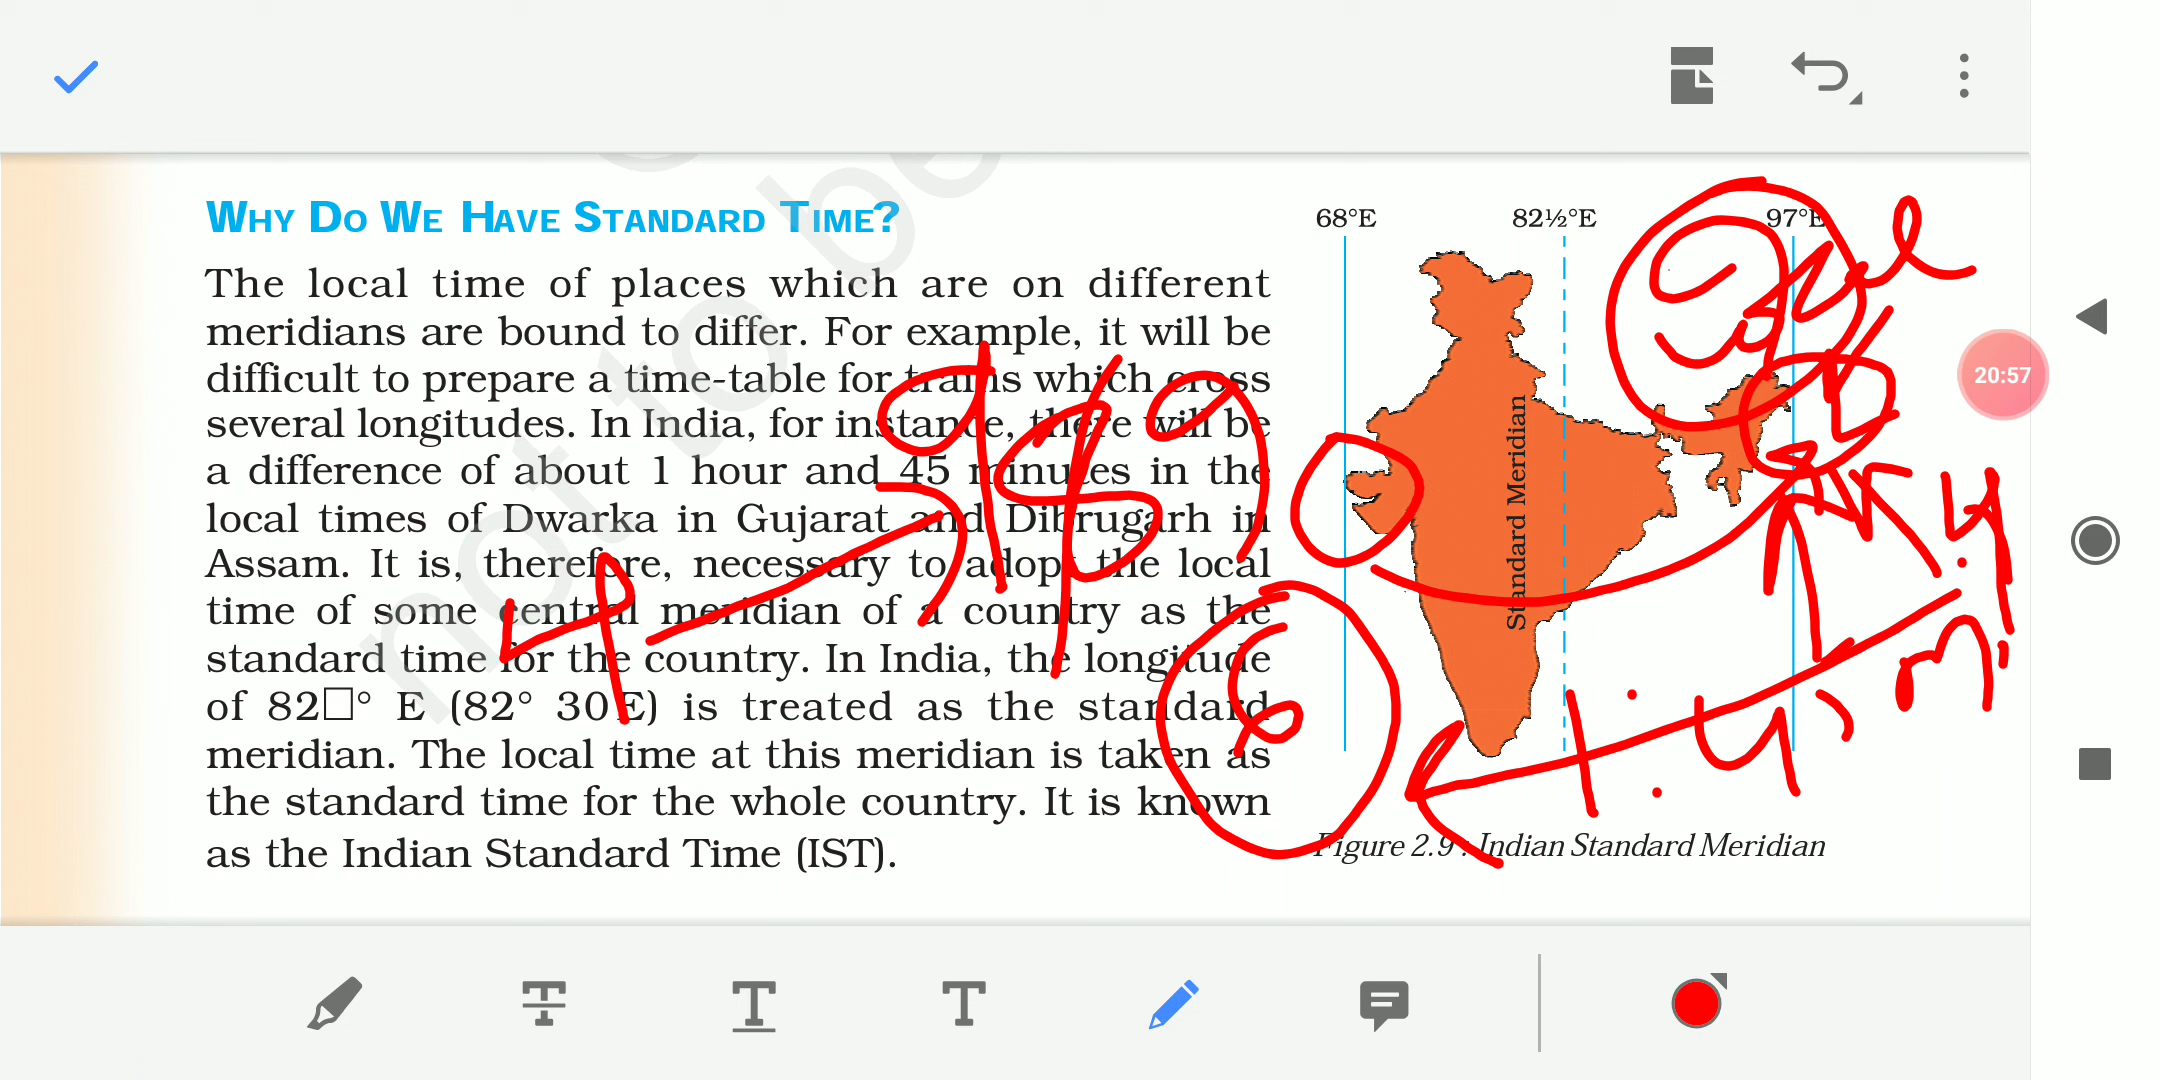 WHY DO WE HAVE STANDARD TIME?
The local time of places which are on different
meridians are bound to differ. For example, it will be
difficult to prepare a time-table for trains which cross
several longitudes. In India, for instance, there will be
a difference of about 1 hour and 45 minutes in the
local times of Dwarka in Gujarat and Dibrugarh in
Assam. It is, therefore, necessary to adopt the local
time of some central meridian of a country as the
standard time for the country. In India, the longitude
of 82□° E (82° 30 E) is treated as the standard
meridian. The local time at this meridian is taken as
the standard time for the whole country. It is known
as the Indian Standard Time (IST).
68°E 82½°E 97°E
Standard Meridian
Figure 2.9 : Indian Standard Meridian
not to be
20:57